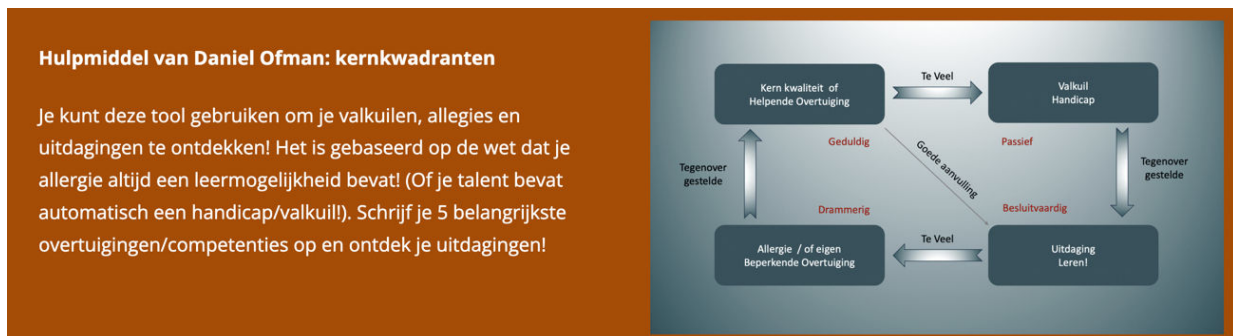 Hulpmiddel van Daniel Ofman: kernkwadranten
Je kunt deze tool gebruiken om je valkuilen, allegies en
uitdagingen te ontdekken! Het is gebaseerd op de wet dat je
allergie altijd een leermogelijkheid bevat! (Of je talent bevat
automatisch een handicap/valkuil!). Schrijf je 5 belangrijkste
overtuigingen/competenties op en ontdek je uitdagingen!
Kern kwaliteit of
Helpende Overtuiging
Te Veel
Valkuil
Handicap
Geduldig
Passief
Tegenover
gestelde
Goede aanvulling
Tegenover
gestelde
Drammerig
Besluitvaardig
Allergie / of eigen
Beperkende Overtuiging
Te Veel
Uitdaging
Leren!